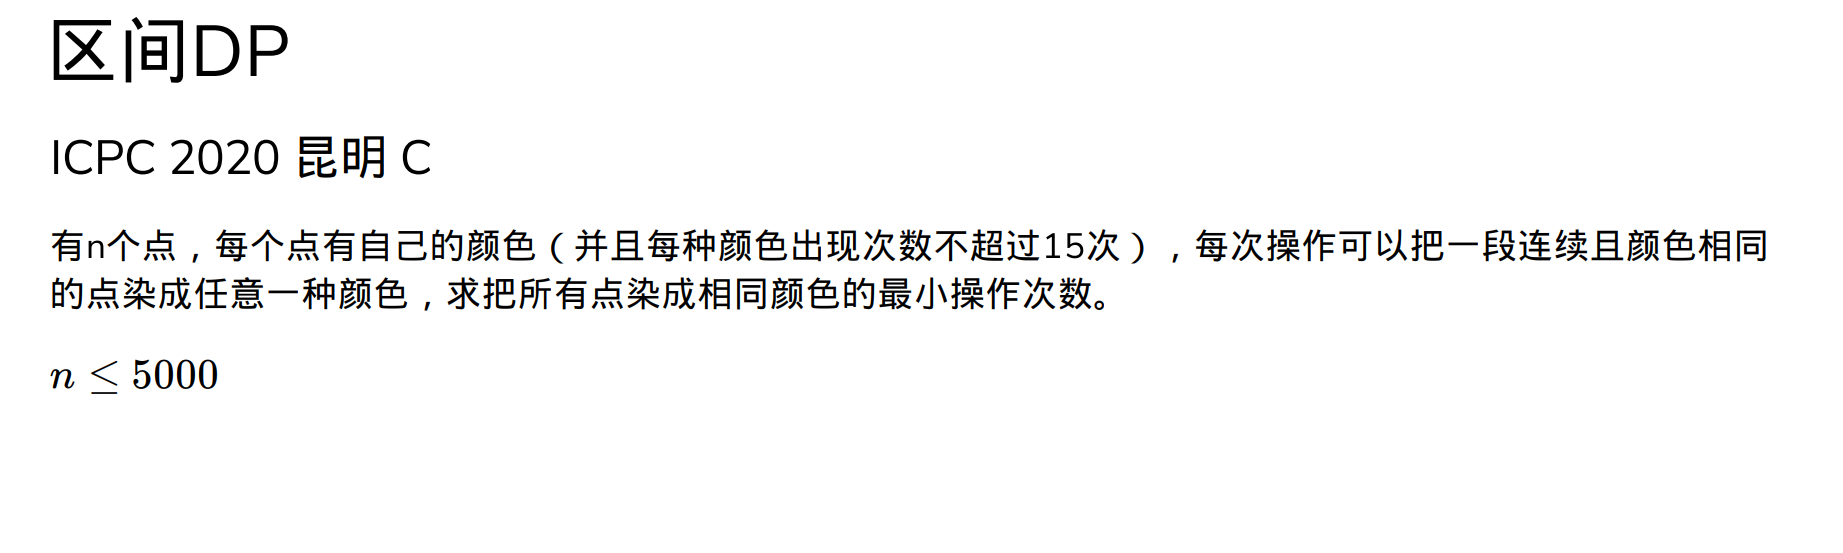 区间DP
ICPC 2020 昆明 C
有n个点，每个点有自己的颜色（并且每种颜色出现次数不超过15次），每次操作可以把一段连续且颜色相同
的点染成任意一种颜色，求把所有点染成相同颜色的最小操作次数。
n ≤ 5000